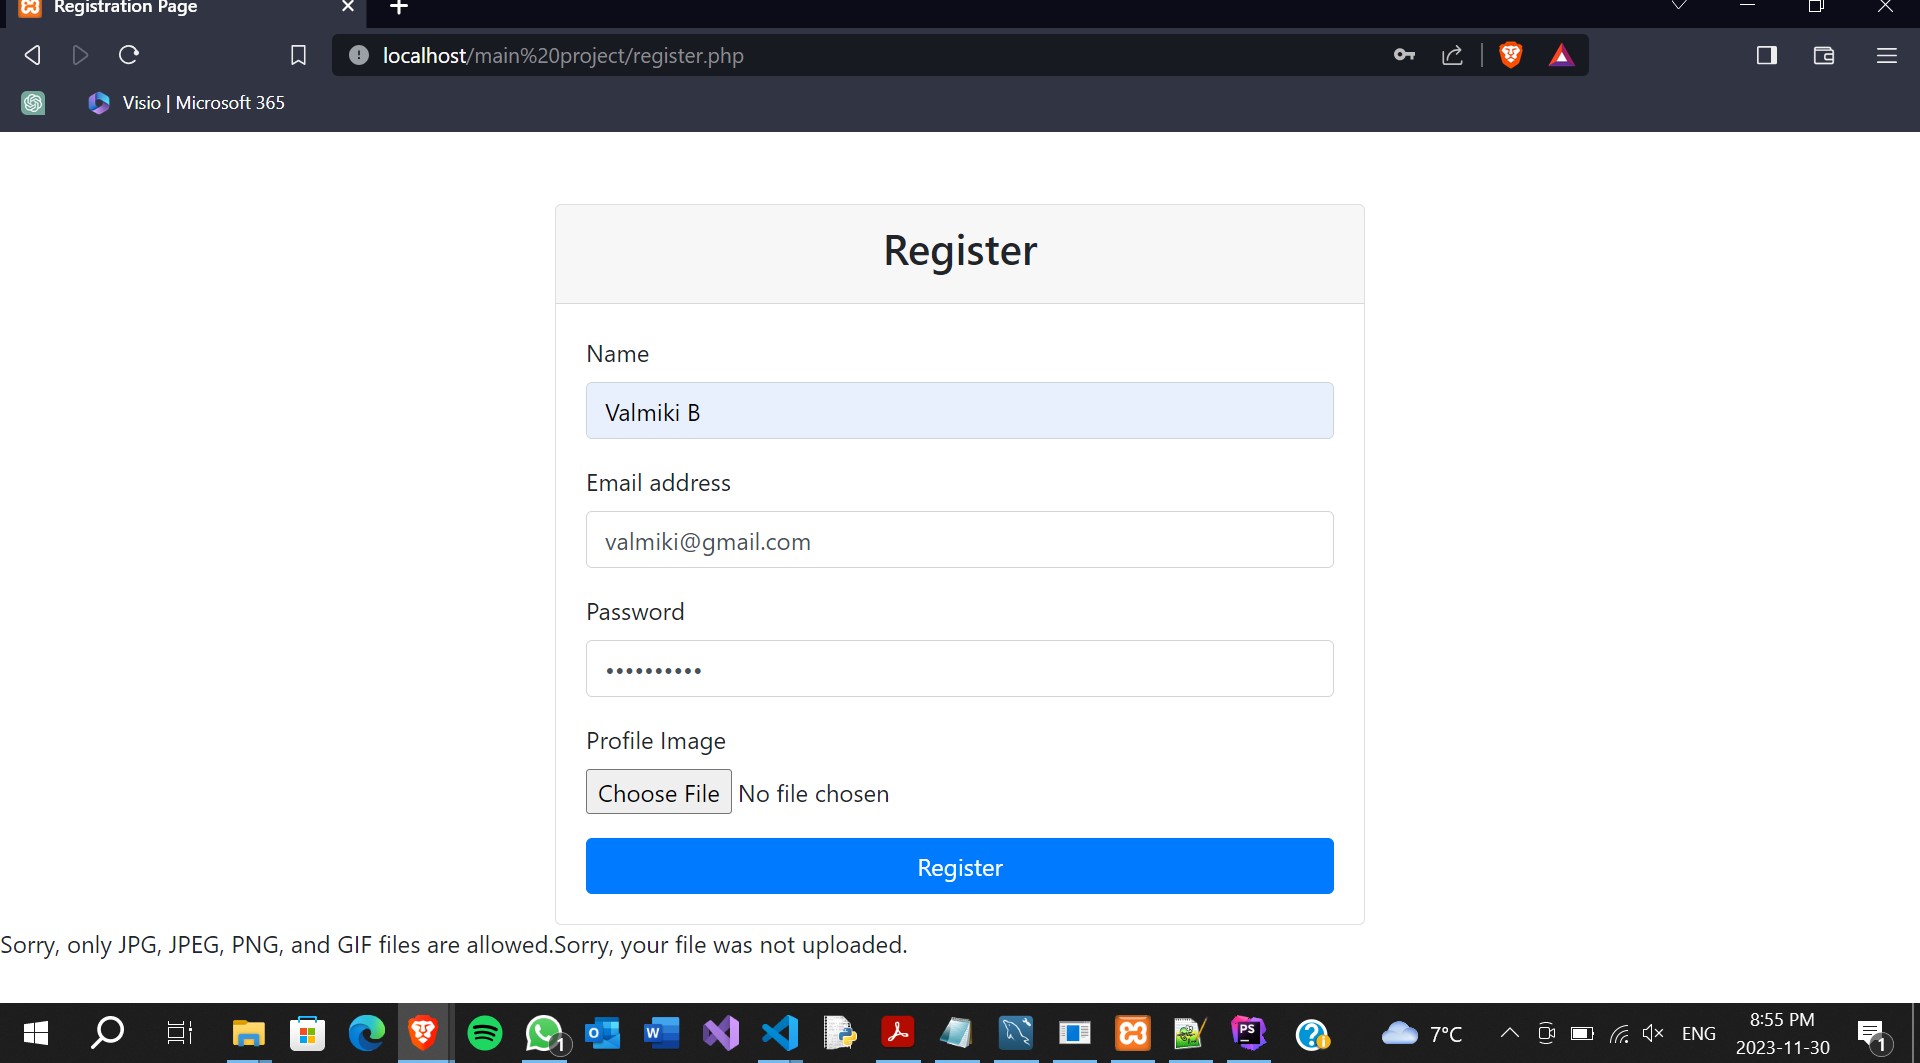 Registration Page
localhost/main%20project/register.php
Visio | Microsoft 365
Register
Name
Valmiki B
Email address
valmiki@gmail.com
Password
••••••••••
Profile Image
Choose File No file chosen
Register
Sorry, only JPG, JPEG, PNG, and GIF files are allowed.Sorry, your file was not uploaded.
1
O
W
PS
7°C
ENG
8:55 PM
2023-11-30
1